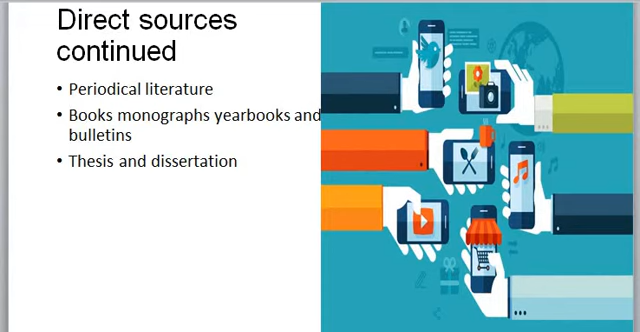 Direct sources
continued
• Periodical literature
• Books monographs yearbooks and
bulletins
• Thesis and dissertation